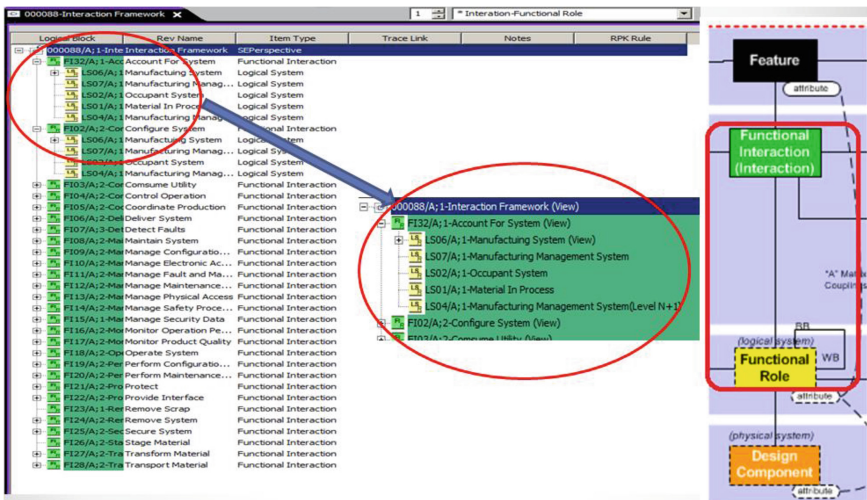 000088-Interaction Framework
1 * Interation-Functional Role
Logical Block Rev Name Item Type Trace Link Notes RPK Rule
000088/A; 1-Inte Interaction Framework SEPerspective
FI32/A;1-Acc Account For System Functional Interaction
LS06/A;1 Manufactuing System Logical System
LS07/A;1 Manufacturing Manag... Logical System
LS02/A;1 Occupant System Logical System
LS01/A;1 Material In Process Logical System
LS04/A;1 Manufacturing Manag Logical System
FI02/A;2-Cor Configure System Functional Interaction
LS06/A;1 Manufactuing System Logical System
LS07/A;1 Manufacturing Manag... Logical System
Occupant System Logical System
LS04/A;1 Manufacturing Manag... Logical System
FI03/A;2-Cor Comsume Utility Functional Interaction
FI04/A;2-Cor Control Operation Functional Interaction
FI05/A;2-Coo Coordinate Production Functional Interaction
FI06/A;2-Deli Deliver System Functional Interaction
FI07/A;3-Det Detect Faults Functional Interaction
FI08/A;2-Mai Maintain System Functional Interaction
FI09/A;2-Mar Manage Configuratio... Functional Interaction
FI10/A;2-Mar Manage Electronic Ac... Functional Interaction
FI11/A;2-Mar Manage Fault and Ma... Functional Interaction
FI12/A;2-Mar Manage Maintenance... Functional Interaction
FI13/A;2-Mar Manage Physical Access Functional Interaction
FI14/A;2-Mar Manage Safety Proce... Functional Interaction
FI15/A;2-Mar Manage Security Data Functional Interaction
FI16/A;2-Mor Monitor Operation Pe... Functional Interaction
FI17/A;2-Mor Monitor Product Quality Functional Interaction
FI18/A;2-Ope Operate System Functional Interaction
FI19/A;2-Per Perform Configuratio... Functional Interaction
FI20/A;2-Per Perform Maintenance... Functional Interaction
FI21/A;2-Pro Protect Functional Interaction
FI22/A;2-Pro Provide Interface Functional Interaction
FI23/A;1-Rer Remove Scrap Functional Interaction
FI24/A;2-Rer Remove System Functional Interaction
FI25/A;2-Sec Secure System Functional Interaction
FI26/A;2-Sta Stage Material Functional Interaction
FI27/A;2-Tra Transform Material Functional Interaction
FI28/A;2-Tra Transport Material Functional Interaction
000088/A; 1-Interaction Framework (View)
FI32/A;1-Account For System (View)
LS06/A;1-Manufactuing System (View)
LS07/A;1-Manufacturing Management System
LS02/A;1-Occupant System
LS01/A;1-Material In Process
LS04/A;1-Manufacturing Management System(Level N+1)
FI02/A;2-Configure System (View)
FI03/A;2-Comsume Utility (View)
Feature
attribute
Functional
Interaction
(Interaction)
"A"
Couplings
BB
(logical system)
Functional
Role
WB
attribute
(physical system)
Design
Component
attribute